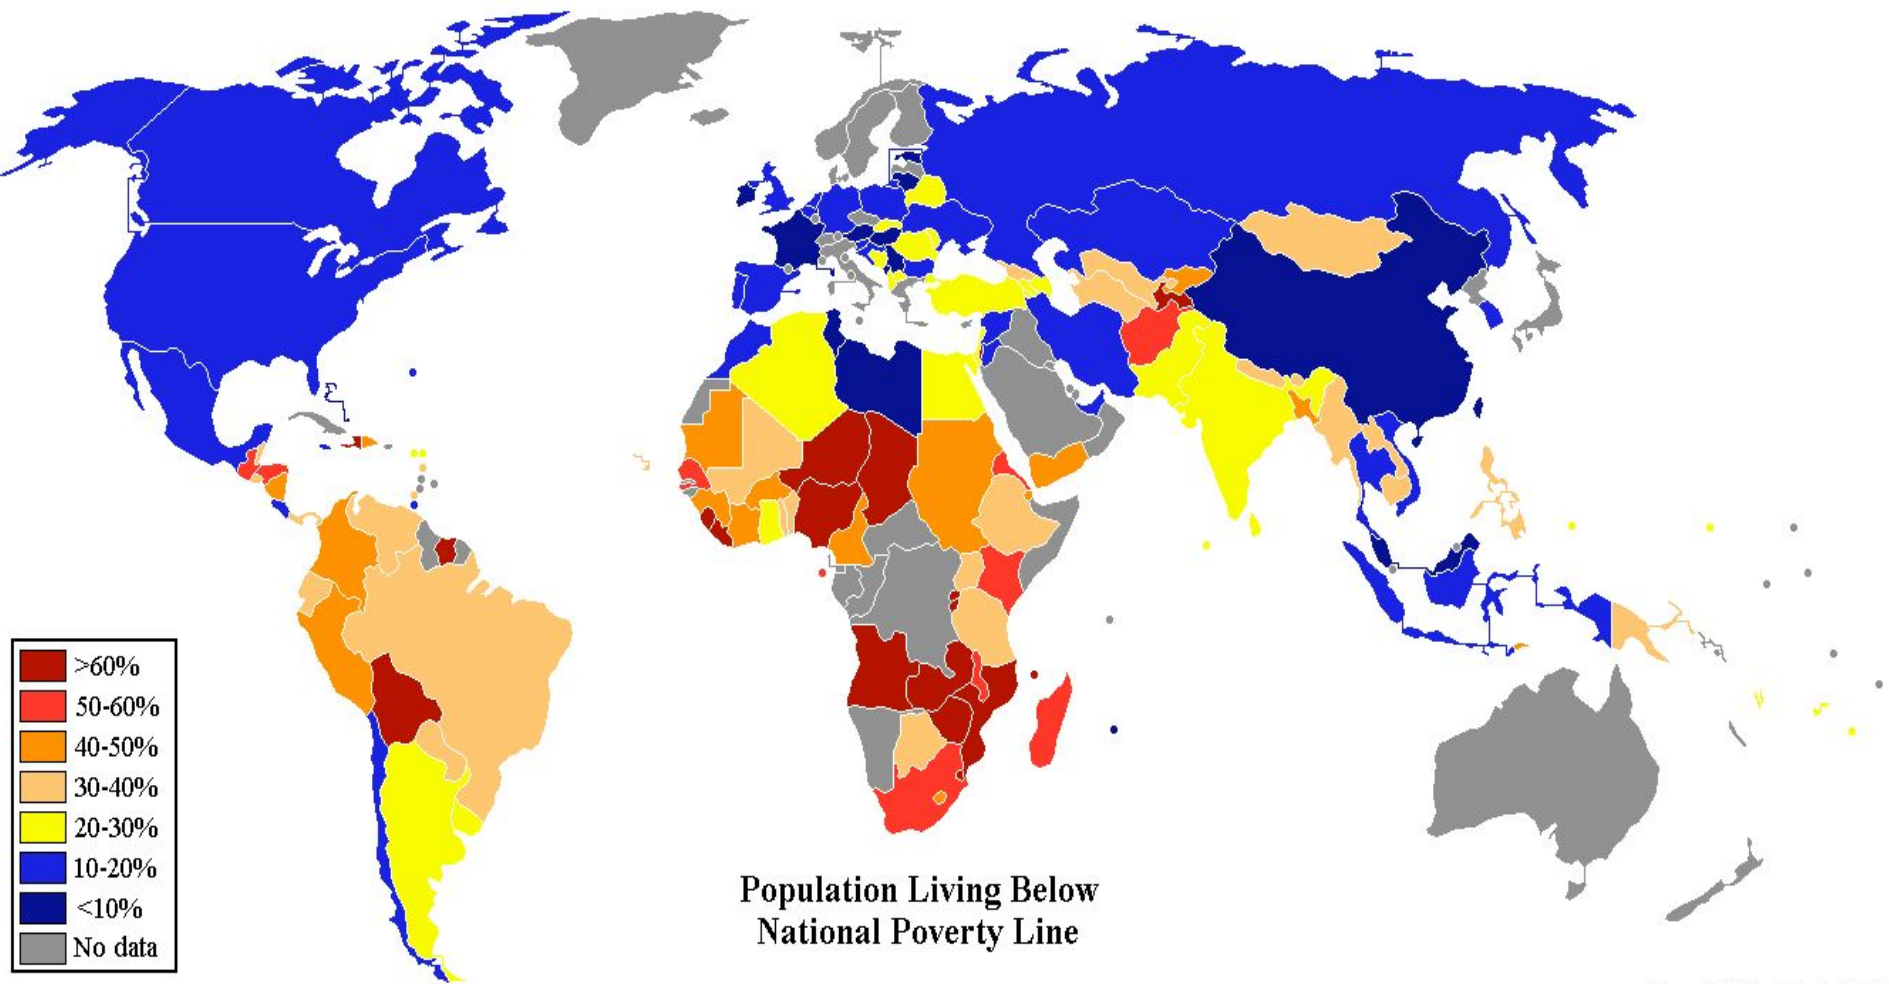 >60%
50-60%
40-50%
30-40%
20-30%
10-20%
<10%
No data
Population Living Below
National Poverty Line